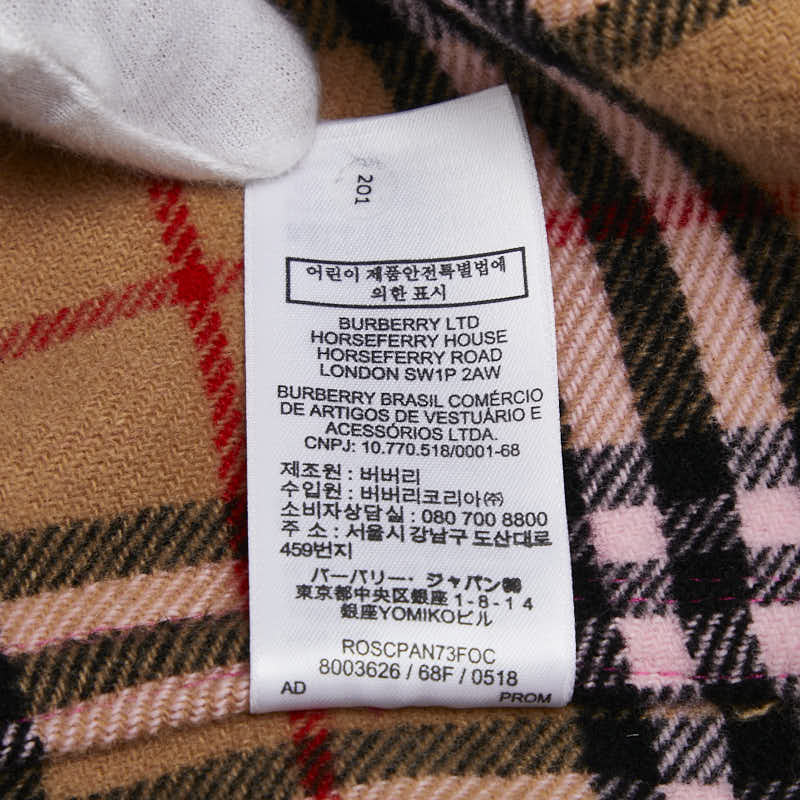 201
어린이 제품안전특별법에
의한 표시
BURBERRY LTD
HORSEFERRY HOUSE
HORSEFERRY ROAD
LONDON SW1P 2AW
BURBERRY BRASIL COMÉRCIO
DE ARTIGOS DE VESTUÁRIO E
ACESSÓRIOS LTDA.
CNPJ: 10.770.518/0001-68
제조원 : 버버리
수입원 : 버버리코리아㈜
소비자상담실 : 080 700 8800
주 소 : 서울시 강남구 도산대로
459번지
バーバリー・ジャパン㈱
東京都中央区銀座 1-8-14
銀座YOMIKOビル
ROSCPAN73FOC
8003626 / 68F / 0518
AD PROM